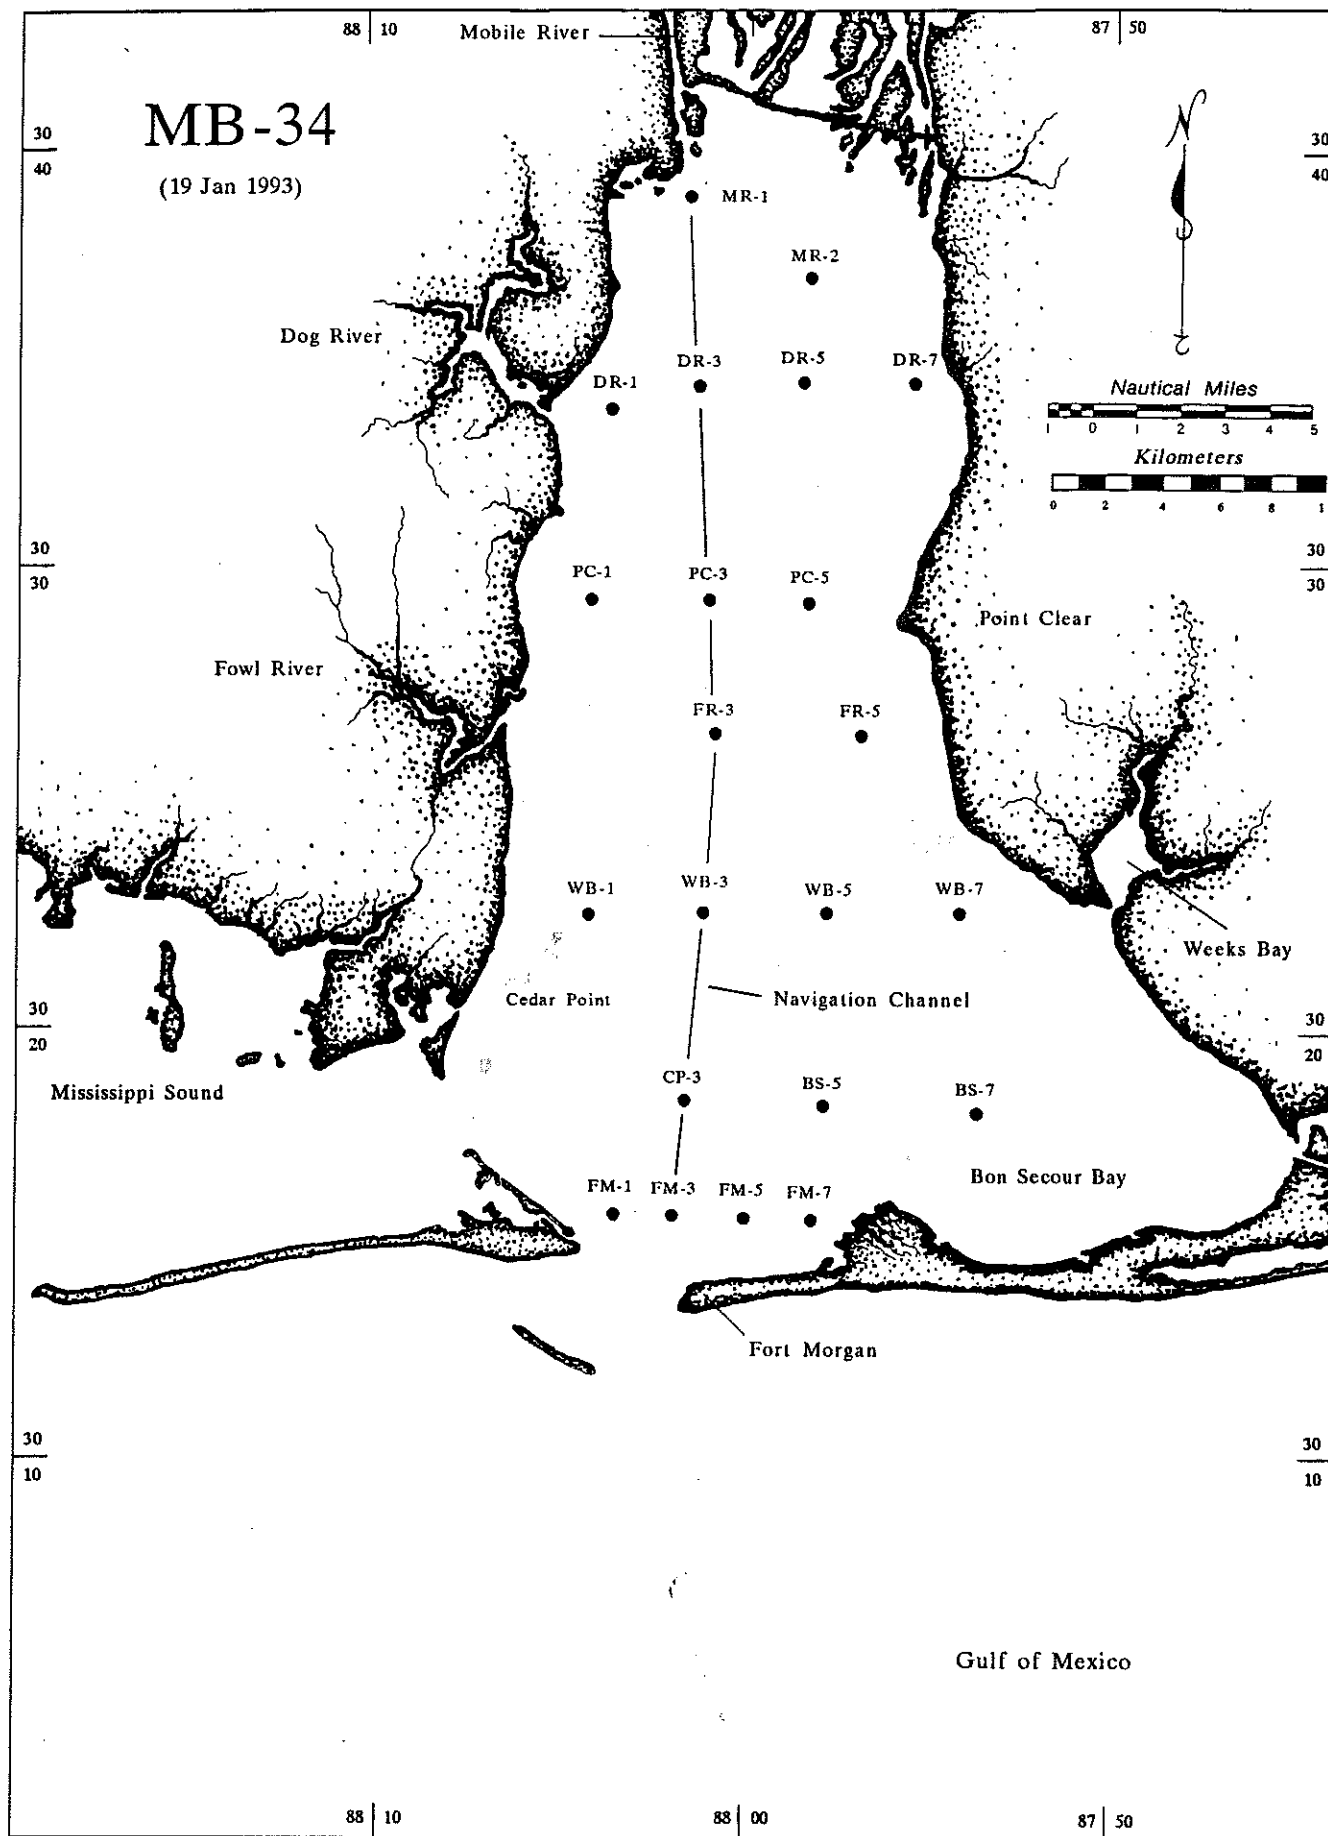 88 10
Mobile River
87 50
MB-34
(19 Jan 1993)
30
40
30
40
N
MR-1
MR-2
Dog River
DR-1
DR-3
DR-5
DR-7
Nautical Miles
1 0 1 2 3 4 5
Kilometers
0 2 4 6 8 1
30
30
30
30
PC-1
PC-3
PC-5
Point Clear
Fowl River
FR-3
FR-5
WB-1
WB-3
WB-5
WB-7
Weeks Bay
Cedar Point
Navigation Channel
30
20
30
20
Mississippi Sound
CP-3
BS-5
BS-7
Bon Secour Bay
FM-1
FM-3
FM-5
FM-7
Fort Morgan
30
10
30
10
Gulf of Mexico
88 10
88 00
87 50